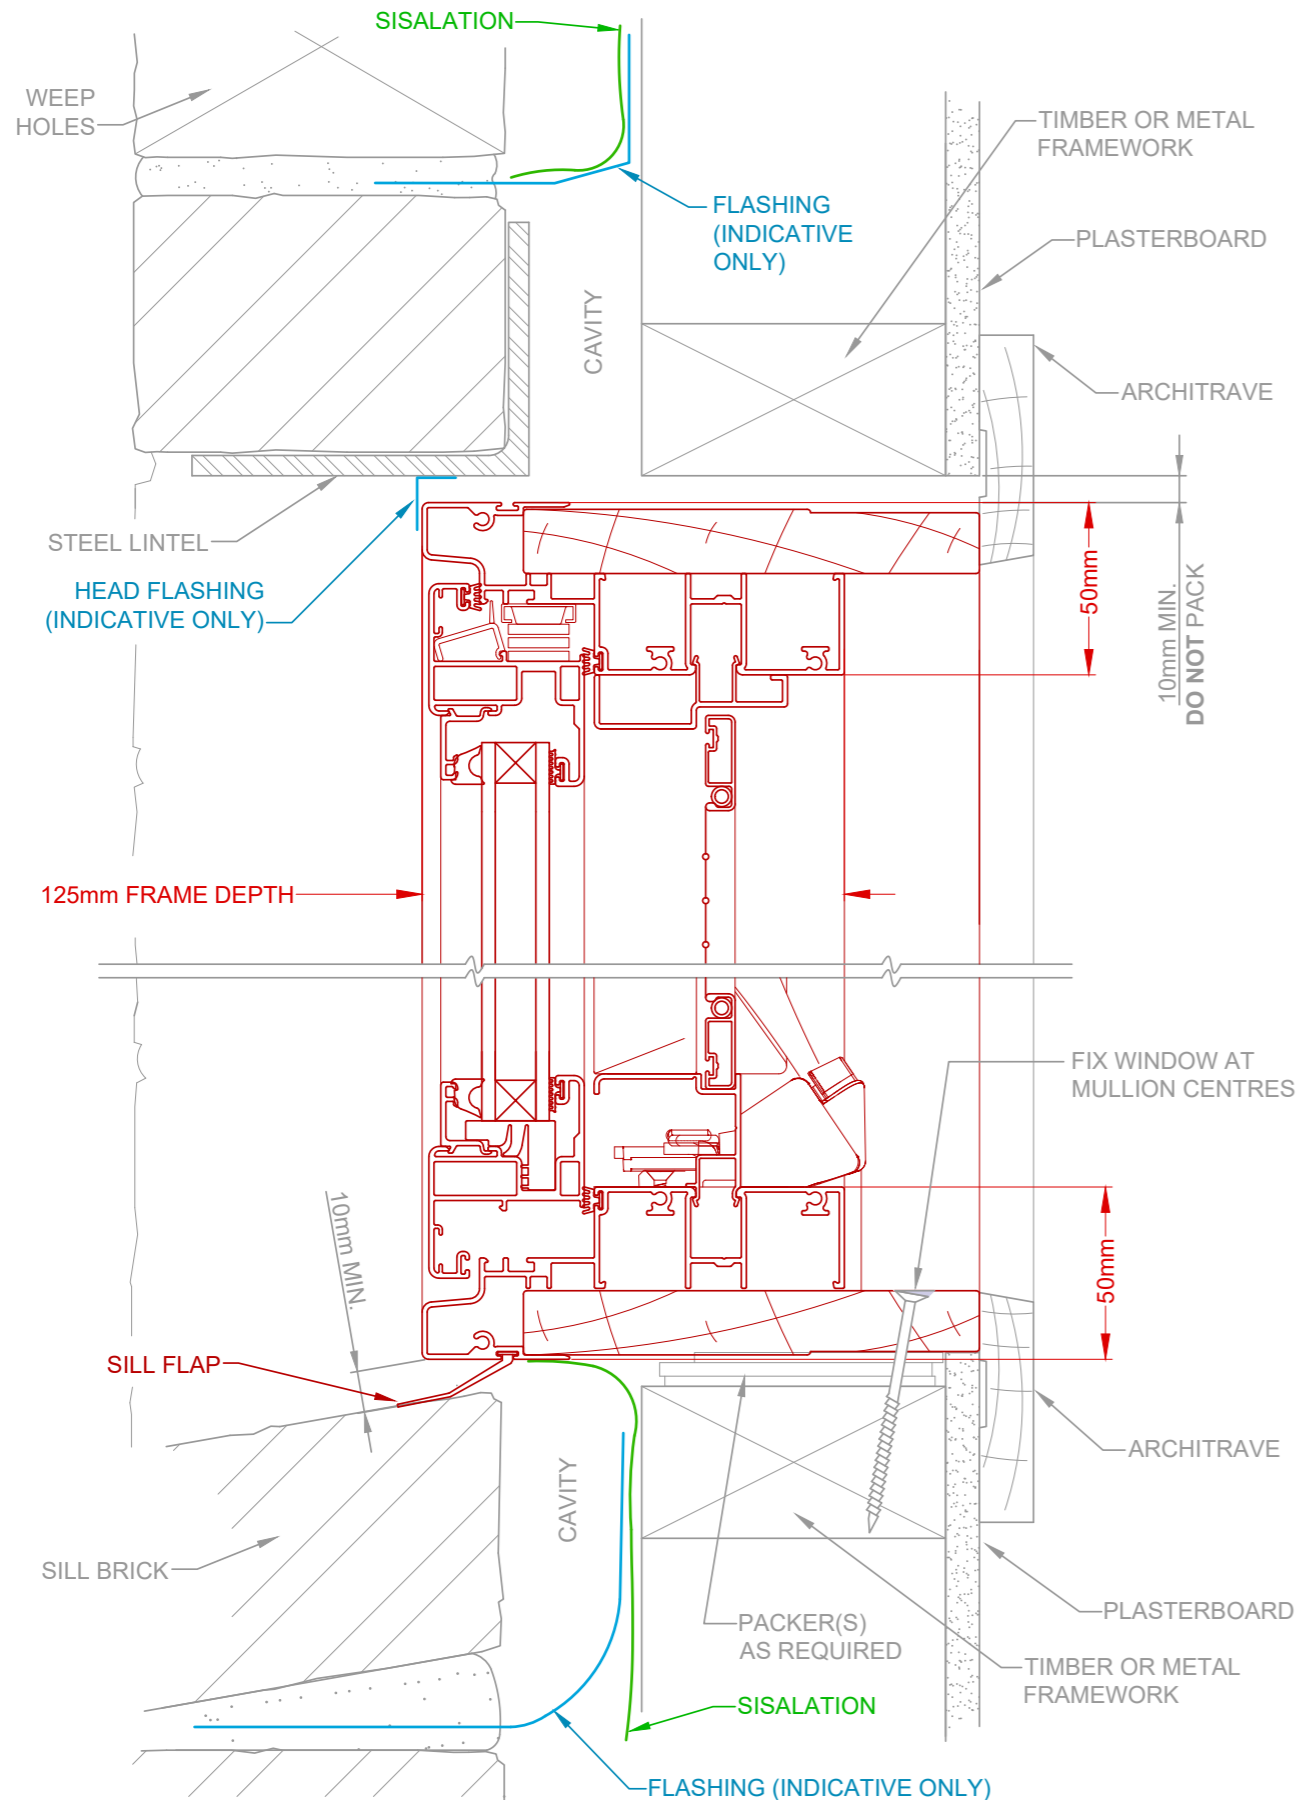 SISALATION
WEEP
HOLES
TIMBER OR METAL
FRAMEWORK
FLASHING
(INDICATIVE
ONLY)
PLASTERBOARD
CAVITY
ARCHITRAVE
STEEL LINTEL
HEAD FLASHING
(INDICATIVE ONLY)
50mm
10mm MIN.
DO NOT PACK
125mm FRAME DEPTH
FIX WINDOW AT
MULLION CENTRES
10mm MIN.
50mm
SILL FLAP
ARCHITRAVE
CAVITY
SILL BRICK
PACKER(S)
AS REQUIRED
PLASTERBOARD
TIMBER OR METAL
FRAMEWORK
SISALATION
FLASHING (INDICATIVE ONLY)